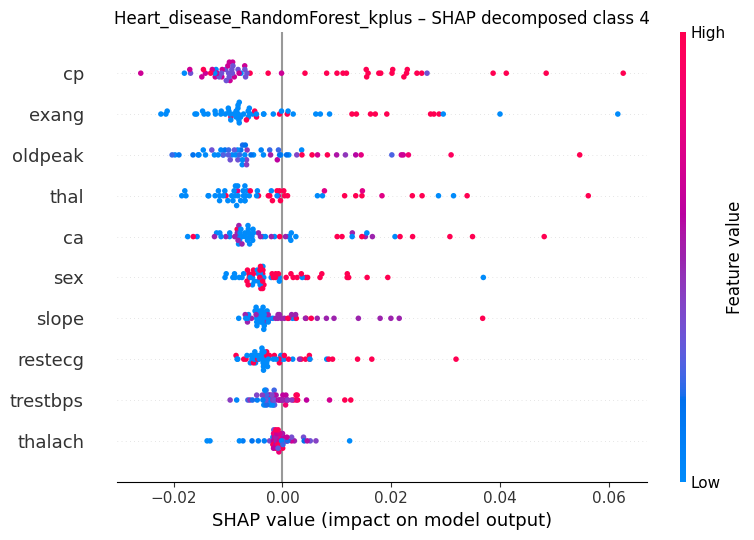 Heart_disease_RandomForest_kplus – SHAP decomposed class 4
High
cp
exang
oldpeak
thal
ca
sex
slope
restecg
trestbps
thalach
Feature value
Low
−0.02 0.00 0.02 0.04 0.06
SHAP value (impact on model output)